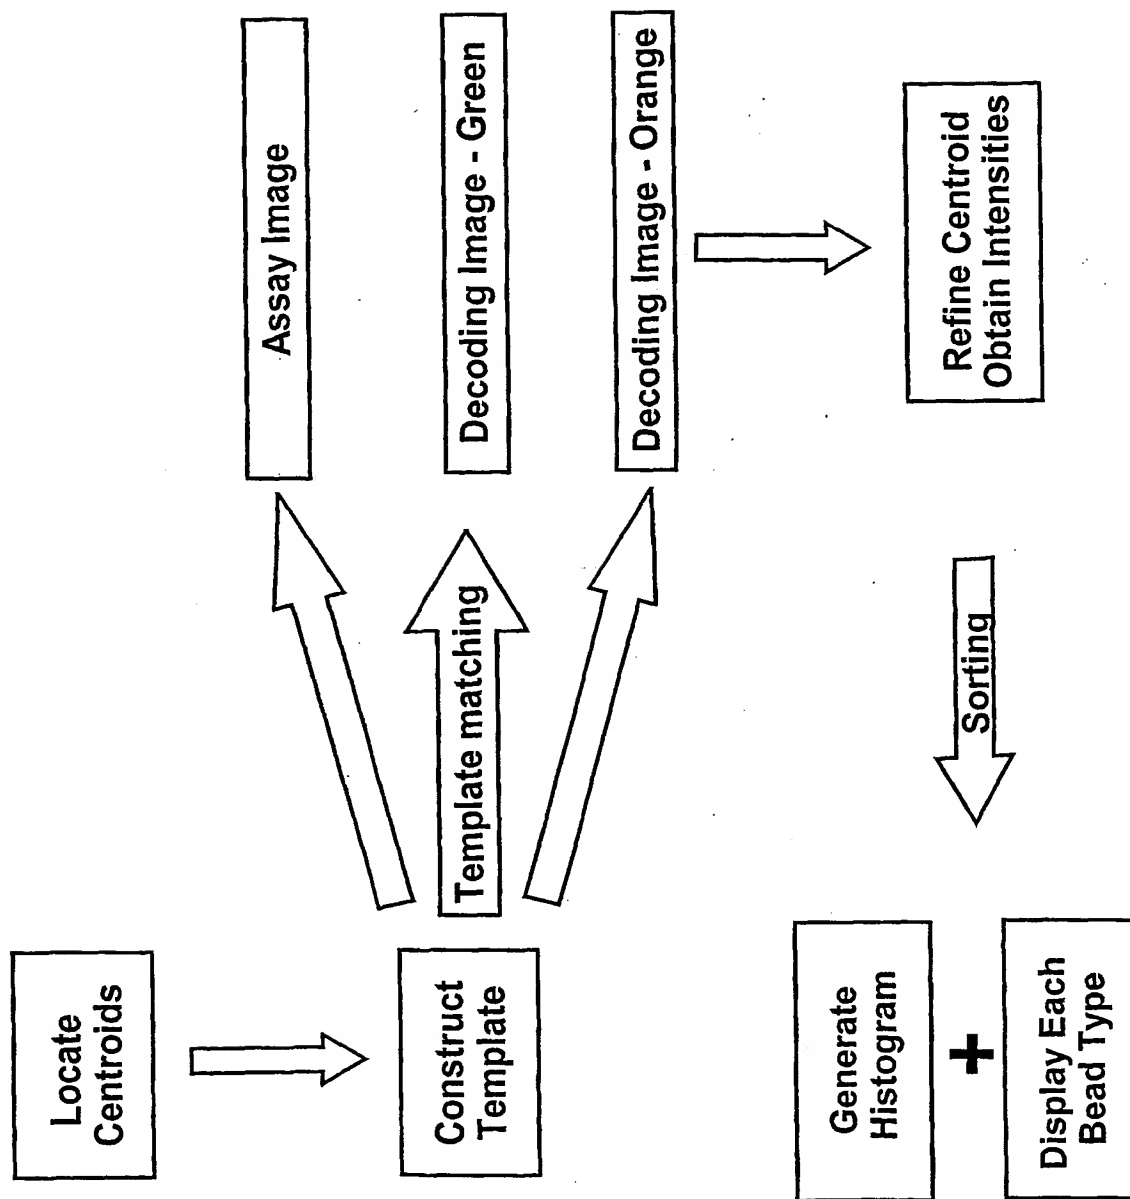 Locate
Centroids
Construct
Template
Template matching
Assay Image
Decoding Image - Green
Decoding Image - Orange
Refine Centroid
Obtain Intensities
Sorting
Generate
Histogram
+
Display Each
Bead Type